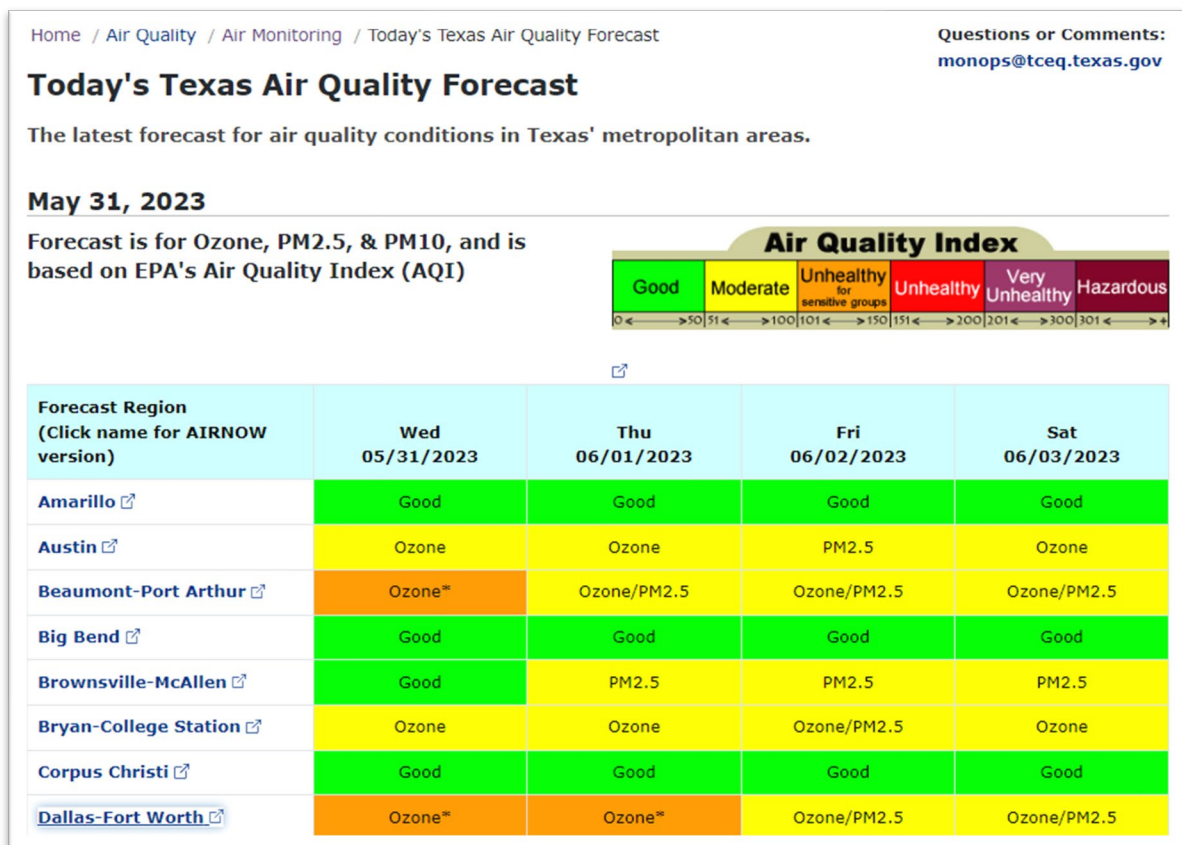 Home / Air Quality / Air Monitoring / Today's Texas Air Quality Forecast
Questions or Comments:
monops@tceq.texas.gov
Today's Texas Air Quality Forecast
The latest forecast for air quality conditions in Texas' metropolitan areas.
May 31, 2023
Forecast is for Ozone, PM2.5, & PM10, and is
based on EPA's Air Quality Index (AQI)
Air Quality Index
Good Moderate Unhealthy for sensitive groups Unhealthy Very Unhealthy Hazardous
0 <—> 50 51 <—> 100 101 <—> 150 151 <—> 200 201 <—> 300 301 <—> +
Forecast Region
(Click name for AIRNOW
version)
Wed
05/31/2023
Thu
06/01/2023
Fri
06/02/2023
Sat
06/03/2023
Amarillo Good Good Good Good
Austin Ozone Ozone PM2.5 Ozone
Beaumont-Port Arthur Ozone* Ozone/PM2.5 Ozone/PM2.5 Ozone/PM2.5
Big Bend Good Good Good Good
Brownsville-McAllen Good PM2.5 PM2.5 PM2.5
Bryan-College Station Ozone Ozone Ozone/PM2.5 Ozone
Corpus Christi Good Good Good Good
Dallas-Fort Worth Ozone* Ozone* Ozone/PM2.5 Ozone/PM2.5